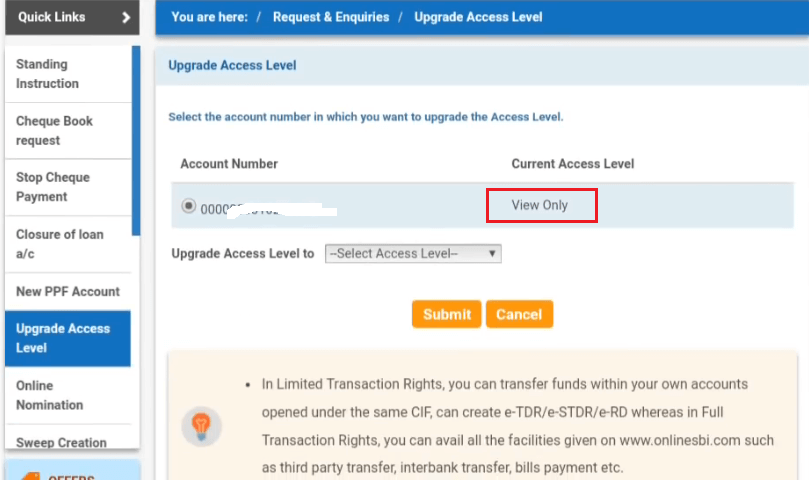 Quick Links
You are here: / Request & Enquiries / Upgrade Access Level
Standing
Instruction
Cheque Book
request
Stop Cheque
Payment
Closure of loan
a/c
New PPF Account
Upgrade Access
Level
Online
Nomination
Sweep Creation
OFFERS
Upgrade Access Level
Select the account number in which you want to upgrade the Access Level.
Account Number Current Access Level
View Only
Upgrade Access Level to --Select Access Level--
Submit Cancel
• In Limited Transaction Rights, you can transfer funds within your own accounts
opened under the same CIF, can create e-TDR/e-STDR/e-RD whereas in Full
Transaction Rights, you can avail all the facilities given on www.onlinesbi.com such
as third party transfer, interbank transfer, bills payment etc.